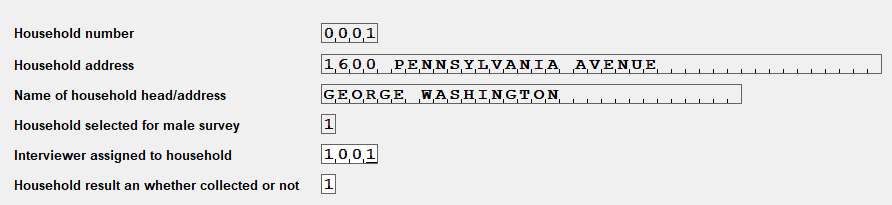 Household number 0001
Household address 1600 PENNSYLVANIA AVENUE
Name of household head/address GEORGE WASHINGTON
Household selected for male survey 1
Interviewer assigned to household 1001
Household result an whether collected or not 1